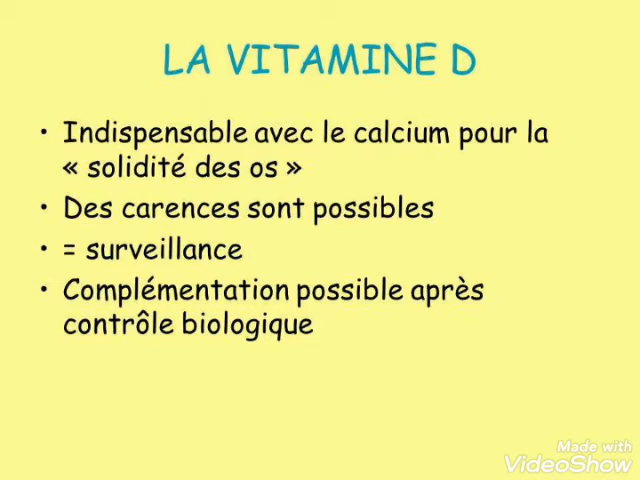 LA VITAMINE D
• Indispensable avec le calcium pour la
« solidité des os »
• Des carences sont possibles
• = surveillance
• Complémentation possible après
contrôle biologique
Made with
VideoShow